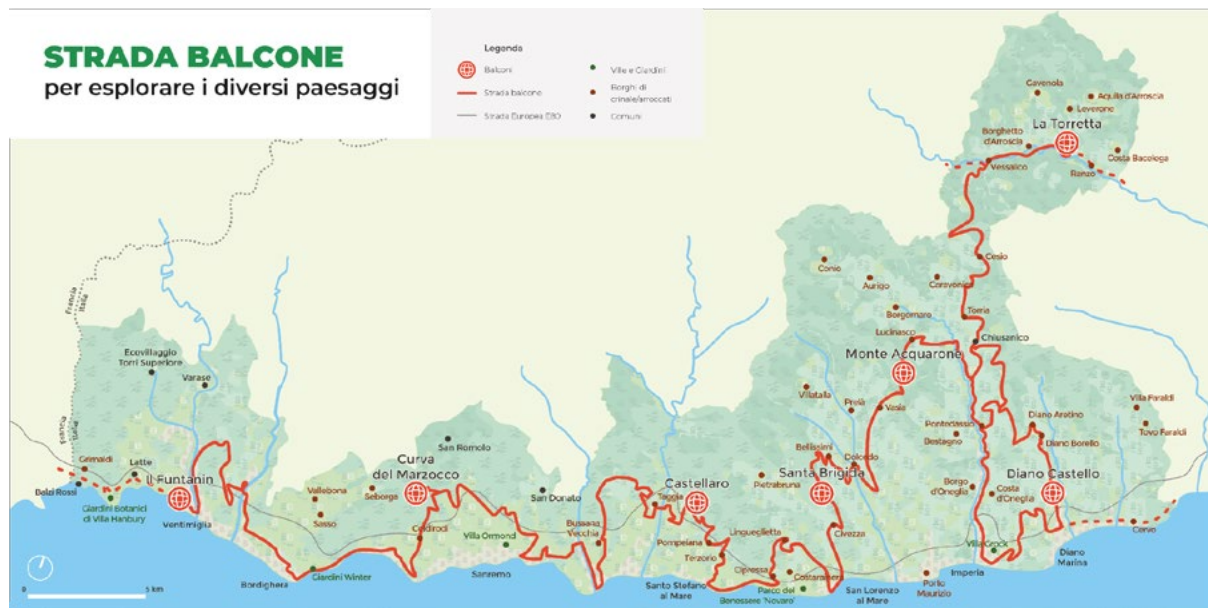 STRADA BALCONE
per esplorare i diversi paesaggi
Legenda
Balconi
Strada balcone
Strada Europea E80
Ville e Giardini
Borghi di
crinale/arroccati
Comuni
Gavenola
Aquila d'Arroscia
Leverone
La Torretta
Borghetto
d'Arroscia
Costa Bacelega
Vessalico
Ranzo
Cesio
Conio
Aurigo
Caravonica
Borgomaro
Torria
Lucinasco
Chiusanico
Monte Acquarone
Francia
Italia
Ecovillaggio
Torri Superiore
Varase
Villatalla
Prelà
Vasia
Villa Faraldi
Tovo Faraldi
Diano Aretino
Diano Borello
Pontedassio
Bestagno
Francia
Italia
San Romolo
Bellissimi
Dolcedo
Grimaldi
Latte
Il Funtanin
Curva
del Marzocco
Seborga
Vallebona
Sasso
San Donato
Castellaro
Taggia
Pietrabruna
Santa Brigida
Diano Castello
Borgo
d'Oneglia
Costa
d'Oneglia
Balzi Rossi
Giardini Botanici
di Villa Hanbury
Ventimiglia
Coldirodi
Villa Ormond
Bussana
Vecchia
Pompeiana
Terzorio
Lingueglietta
Civezza
Cervo
Villa Grock
Diano
Marina
Bordighera
Giardini Winter
Sanremo
Santo Stefano
al Mare
Cipressa
Costarainera
Parco del
Benessere 'Novaro'
San Lorenzo
al Mare
Porto
Maurizio
Imperia
0
5 km